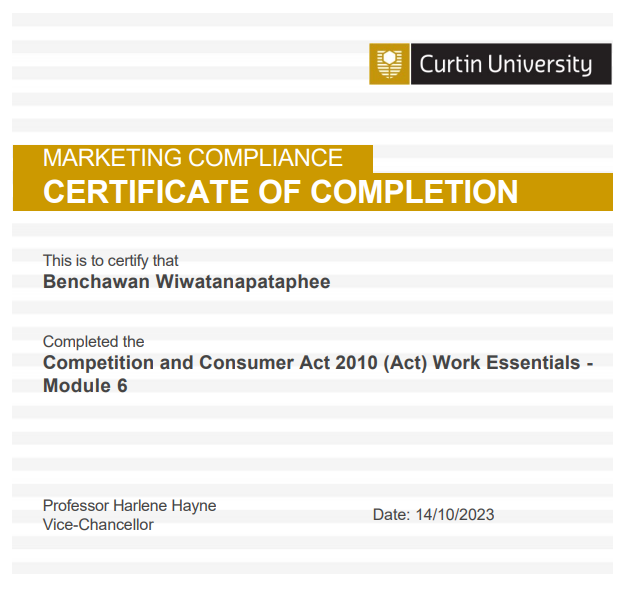 Curtin University
MARKETING COMPLIANCE
CERTIFICATE OF COMPLETION
This is to certify that
Benchawan Wiwatanapataphee
Completed the
Competition and Consumer Act 2010 (Act) Work Essentials -
Module 6
Professor Harlene Hayne
Vice-Chancellor
Date: 14/10/2023